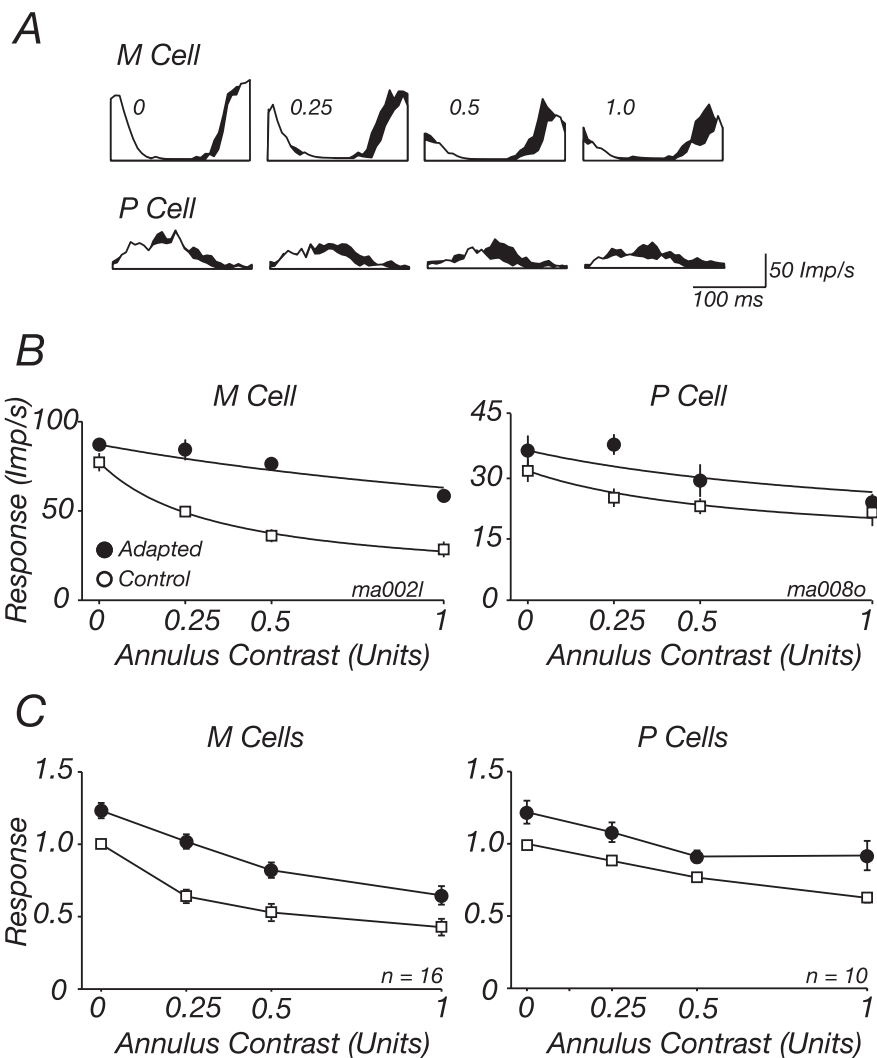 A
M Cell
0 0.25 0.5 1.0
P Cell
50 Imp/s
100 ms
B
M Cell P Cell
Response (Imp/s)
100
50
0
45
30
15
0
Adapted
Control
ma002l ma008o
0 0.25 0.5 1 0 0.25 0.5 1
Annulus Contrast (Units) Annulus Contrast (Units)
C
M Cells P Cells
Response
1.5
1.0
0.5
0
1.5
1.0
0.5
0
n = 16 n = 10
0 0.25 0.5 1 0 0.25 0.5 1
Annulus Contrast (Units) Annulus Contrast (Units)